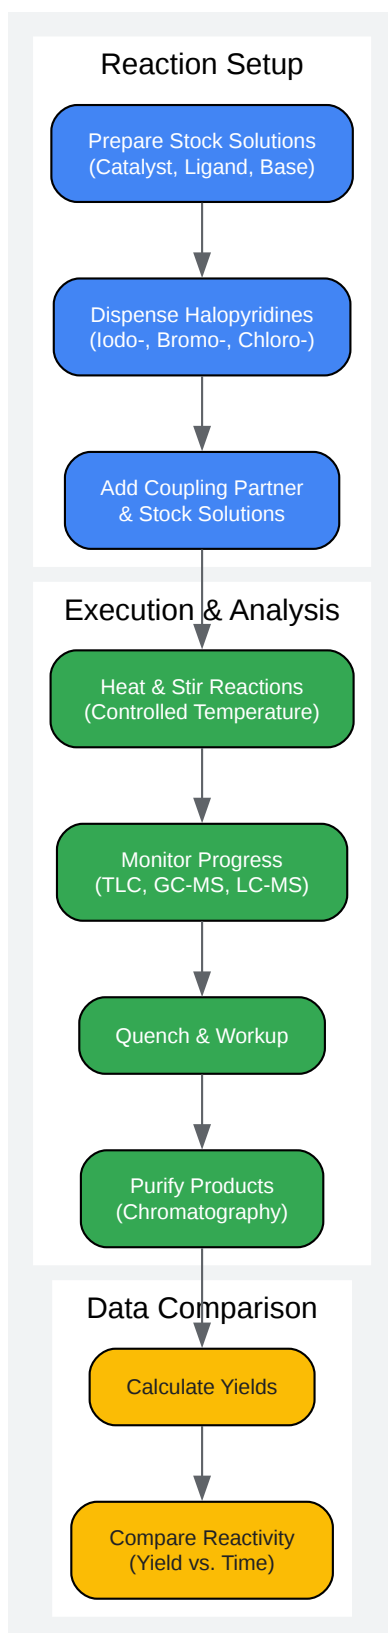 Reaction Setup
Prepare Stock Solutions
(Catalyst, Ligand, Base)
Dispense Halopyridines
(Iodo-, Bromo-, Chloro-)
Add Coupling Partner
& Stock Solutions
Execution & Analysis
Heat & Stir Reactions
(Controlled Temperature)
Monitor Progress
(TLC, GC-MS, LC-MS)
Quench & Workup
Purify Products
(Chromatography)
Data Comparison
Calculate Yields
Compare Reactivity
(Yield vs. Time)